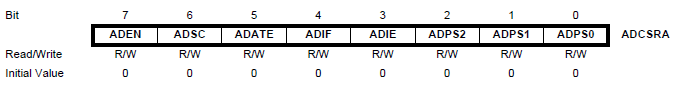 Bit 7 6 5 4 3 2 1 0
ADEN ADSC ADATE ADIF ADIE ADPS2 ADPS1 ADPS0 ADCSRA
Read/Write R/W R/W R/W R/W R/W R/W R/W R/W
Initial Value 0 0 0 0 0 0 0 0